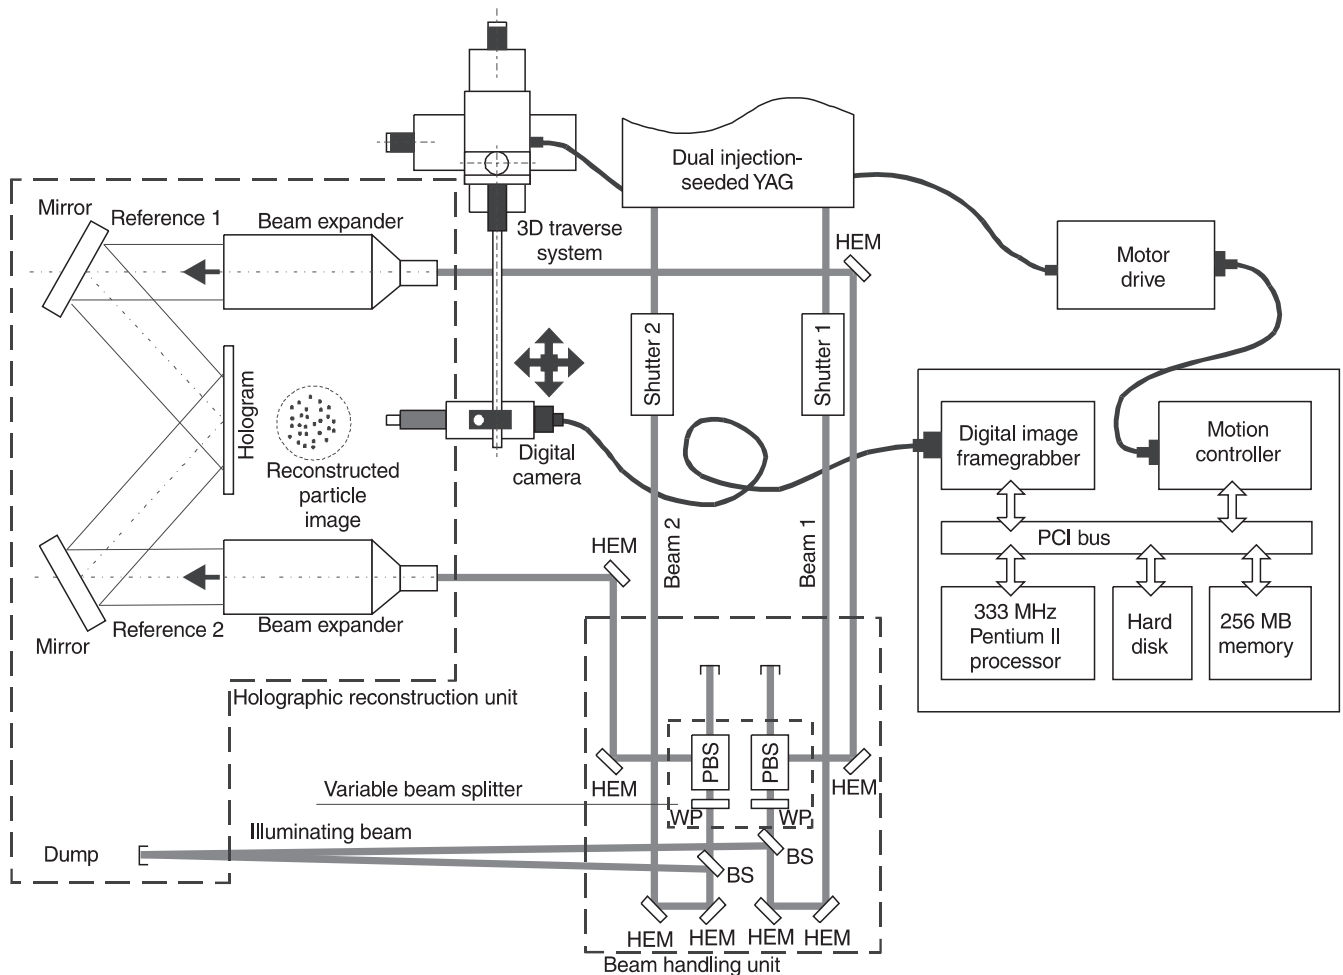 Dual injection-
seeded YAG
Mirror
Reference 1
Beam expander
3D traverse
system
HEM
Motor
drive
Shutter 2
Shutter 1
Hologram
Reconstructed
particle
image
Digital
camera
Digital image
framegrabber
Motion
controller
PCI bus
333 MHz
Pentium II
processor
Hard
disk
256 MB
memory
Beam 2
Beam 1
HEM
Mirror
Reference 2
Beam expander
Holographic reconstruction unit
PBS
PBS
HEM
HEM
Variable beam splitter
WP
WP
Illuminating beam
Dump
BS
BS
HEM
HEM
HEM
HEM
Beam handling unit